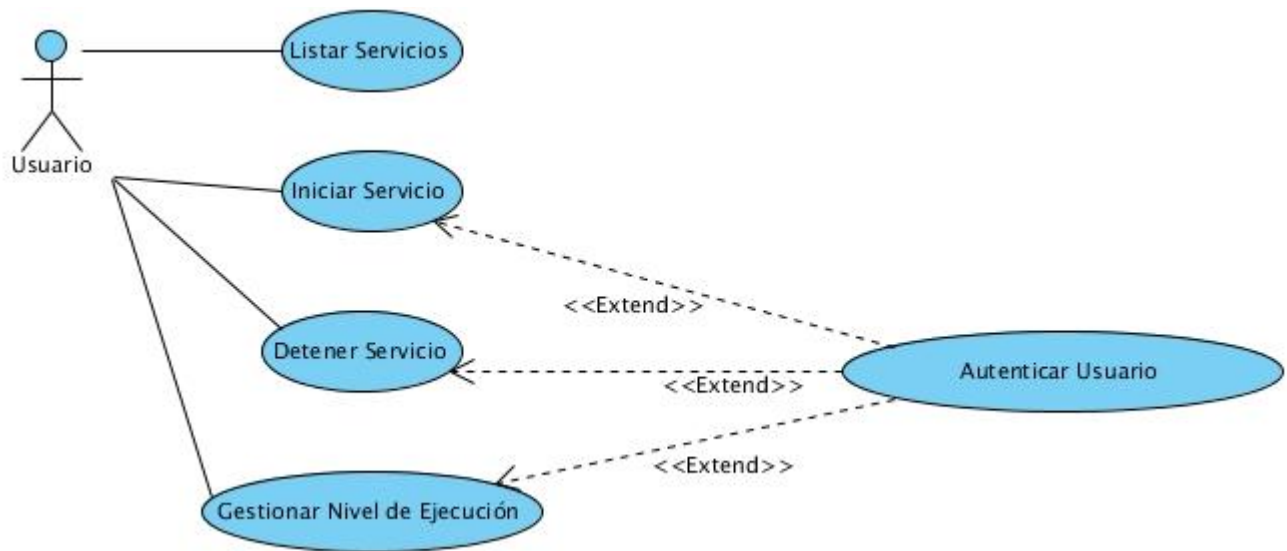 Listar Servicios
Usuario
Iniciar Servicio
<<Extend>>
Detener Servicio
Autenticar Usuario
<<Extend>>
<<Extend>>
Gestionar Nivel de Ejecución